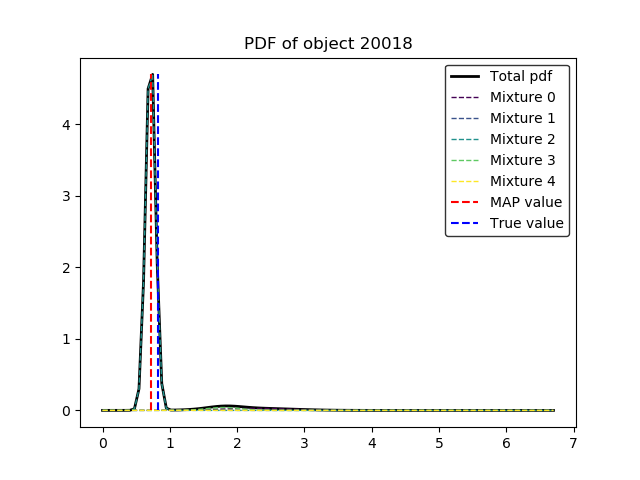 PDF of object 20018
Total pdf
Mixture 0
Mixture 1
Mixture 2
Mixture 3
Mixture 4
MAP value
True value
4
3
2
1
0
0 1 2 3 4 5 6 7